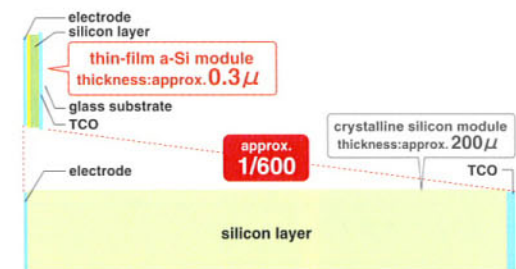 electrode
silicon layer
thin-film a-Si module
thickness:approx.0.3μ
glass substrate
TCO
approx.
1/600
crystalline silicon module
thickness:approx.200μ
electrode
TCO
silicon layer